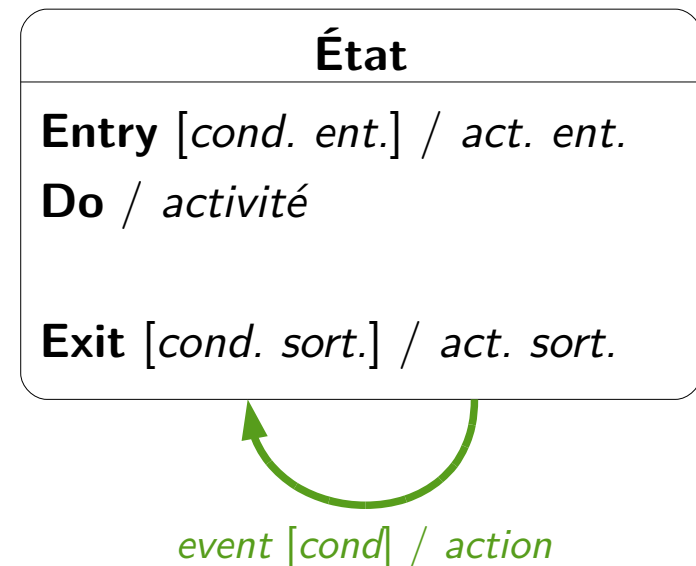 État
Entry [cond. ent.] / act. ent.
Do / activité
Exit [cond. sort.] / act. sort.
event [cond] / action